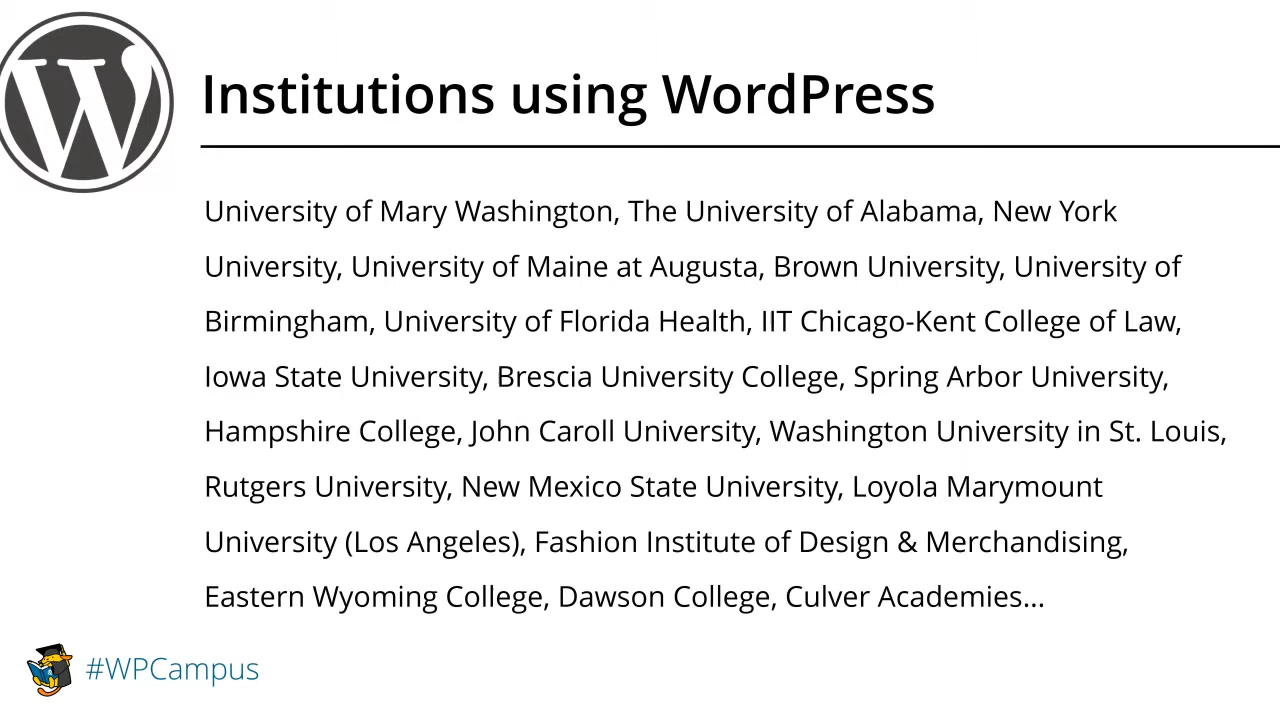 Institutions using WordPress
University of Mary Washington, The University of Alabama, New York
University, University of Maine at Augusta, Brown University, University of
Birmingham, University of Florida Health, IIT Chicago-Kent College of Law,
Iowa State University, Brescia University College, Spring Arbor University,
Hampshire College, John Caroll University, Washington University in St. Louis,
Rutgers University, New Mexico State University, Loyola Marymount
University (Los Angeles), Fashion Institute of Design & Merchandising,
Eastern Wyoming College, Dawson College, Culver Academies...
#WPCampus